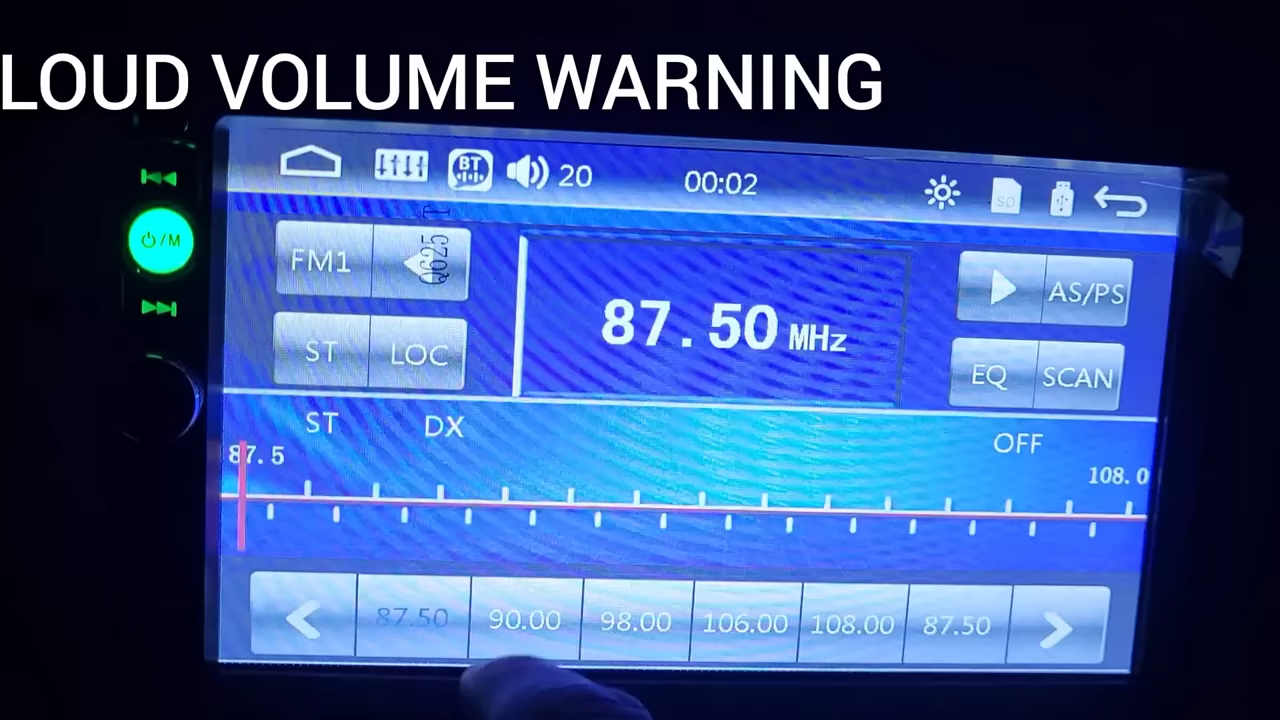 LOUD VOLUME WARNING
BT
20
00:02
SD
⏻/M
FM1
Q625 T
87.50 MHz
AS/PS
ST
LOC
EQ
SCAN
ST
DX
OFF
87.5
108.0
87.50
90.00
98.00
106.00
108.00
87.50